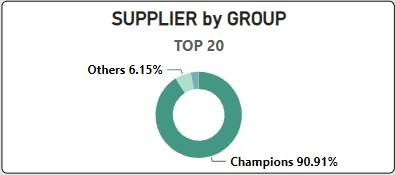 SUPPLIER by GROUP
TOP 20
Others 6.15%
Champions 90.91%